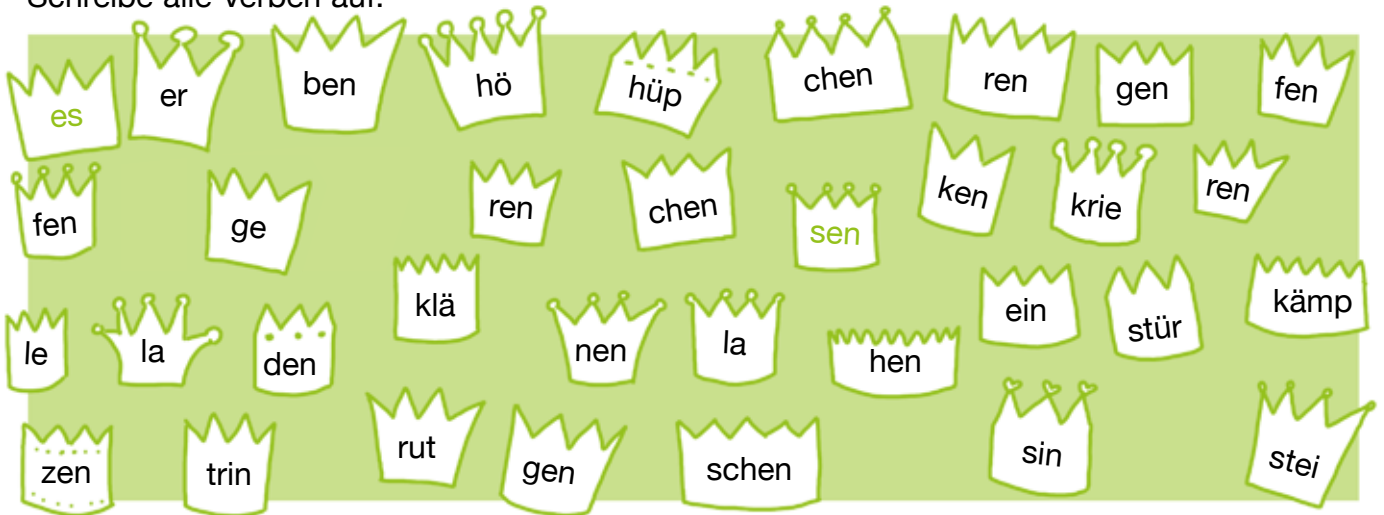 Schreibe alle Verben auf.
es er ben hö hüp chen ren gen fen
fen ge ren chen sen ken krie ren
klä ein stür kämp
le la den nen la hen
zen trin rut gen schen sin stei